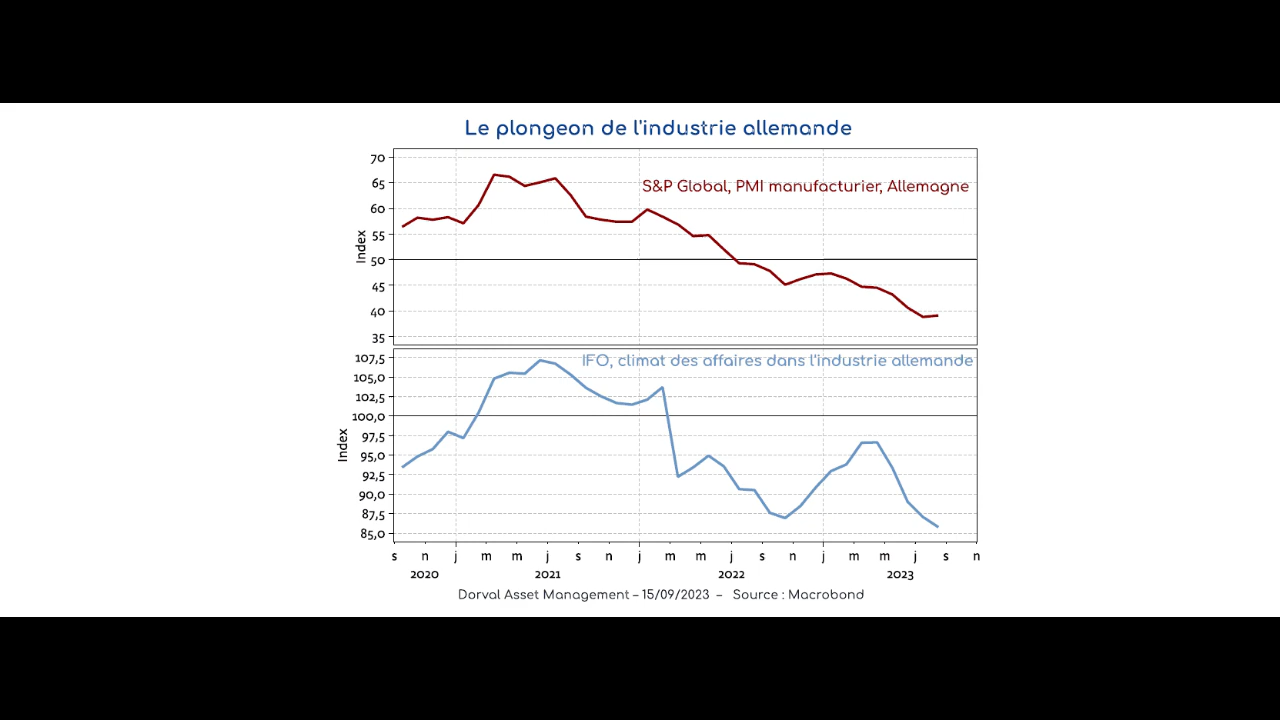 Le plongeon de l'industrie allemande
S&P Global, PMI manufacturier, Allemagne
Index
70
65
60
55
50
45
40
35
IFO, climat des affaires dans l'industrie allemande
Index
107,5
105,0
102,5
100,0
97,5
95,0
92,5
90,0
87,5
85,0
s n j m m j s n j m m j s n j m m j s n
2020 2021 2022 2023
Dorval Asset Management – 15/09/2023 – Source : Macrobond